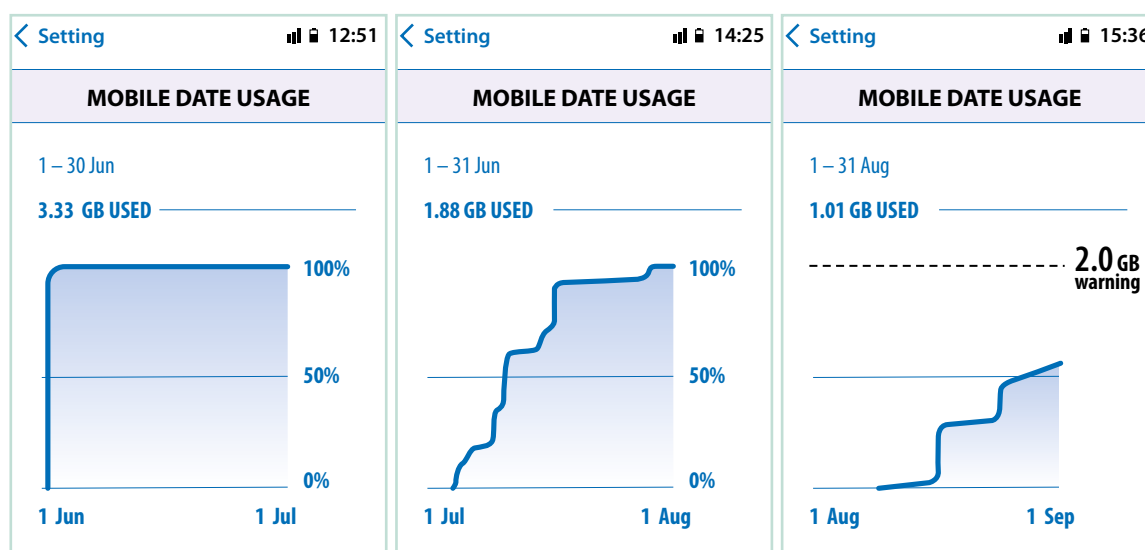 Setting 12:51
MOBILE DATE USAGE
1 – 30 Jun
3.33 GB USED
100%
50%
0%
1 Jun 1 Jul
Setting 14:25
MOBILE DATE USAGE
1 – 31 Jun
1.88 GB USED
100%
50%
0%
1 Jul 1 Aug
Setting 15:36
MOBILE DATE USAGE
1 – 31 Aug
1.01 GB USED
2.0 GB
warning
1 Aug 1 Sep